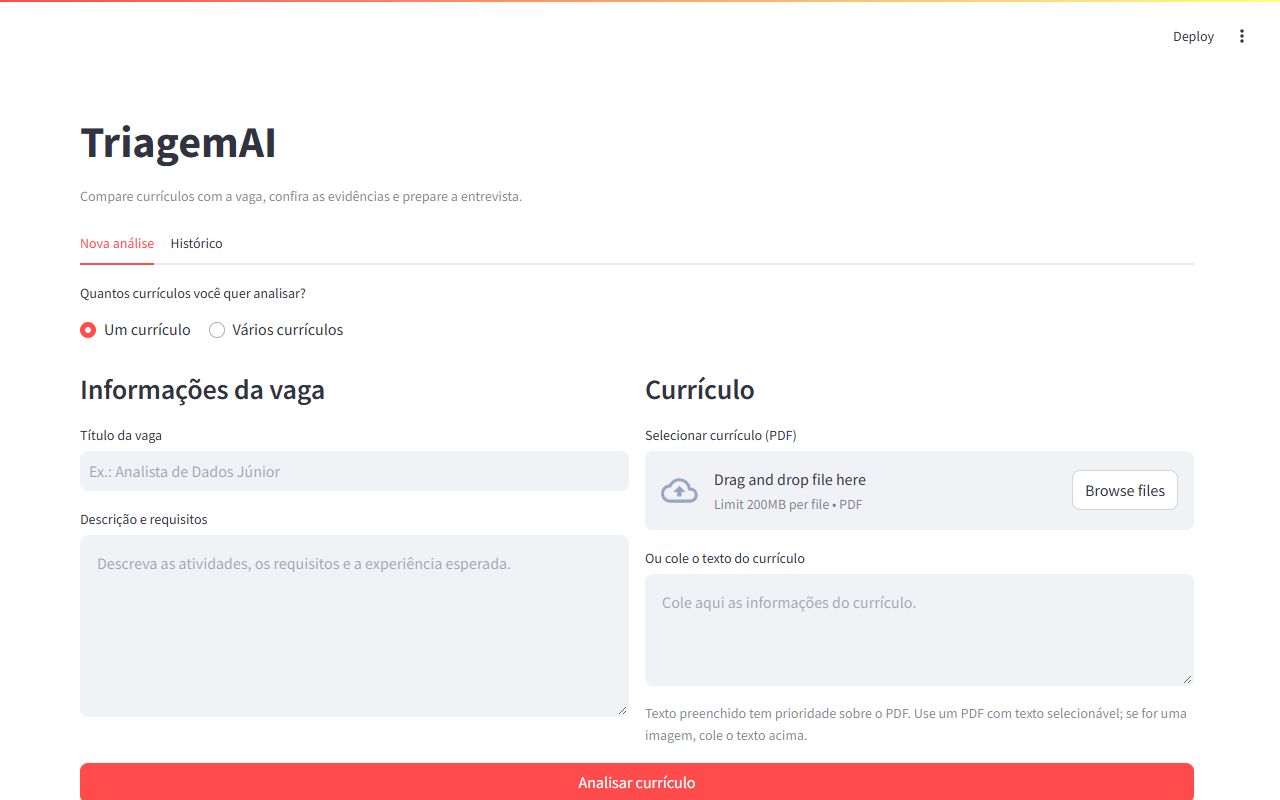 Deploy
TriagemAI
Compare currículos com a vaga, confira as evidências e prepare a entrevista.
Nova análise
Histórico
Quantos currículos você quer analisar?
Um currículo
Vários currículos
Informações da vaga
Título da vaga
Ex.: Analista de Dados Júnior
Descrição e requisitos
Descreva as atividades, os requisitos e a experiência esperada.
Currículo
Selecionar currículo (PDF)
Drag and drop file here
Limit 200MB per file • PDF
Browse files
Ou cole o texto do currículo
Cole aqui as informações do currículo.
Texto preenchido tem prioridade sobre o PDF. Use um PDF com texto selecionável; se for uma
imagem, cole o texto acima.
Analisar currículo